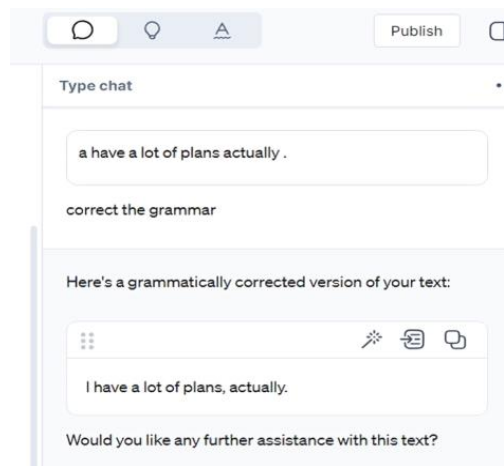 Publish
Type chat
a have a lot of plans actually .
correct the grammar
Here's a grammatically corrected version of your text:
I have a lot of plans, actually.
Would you like any further assistance with this text?